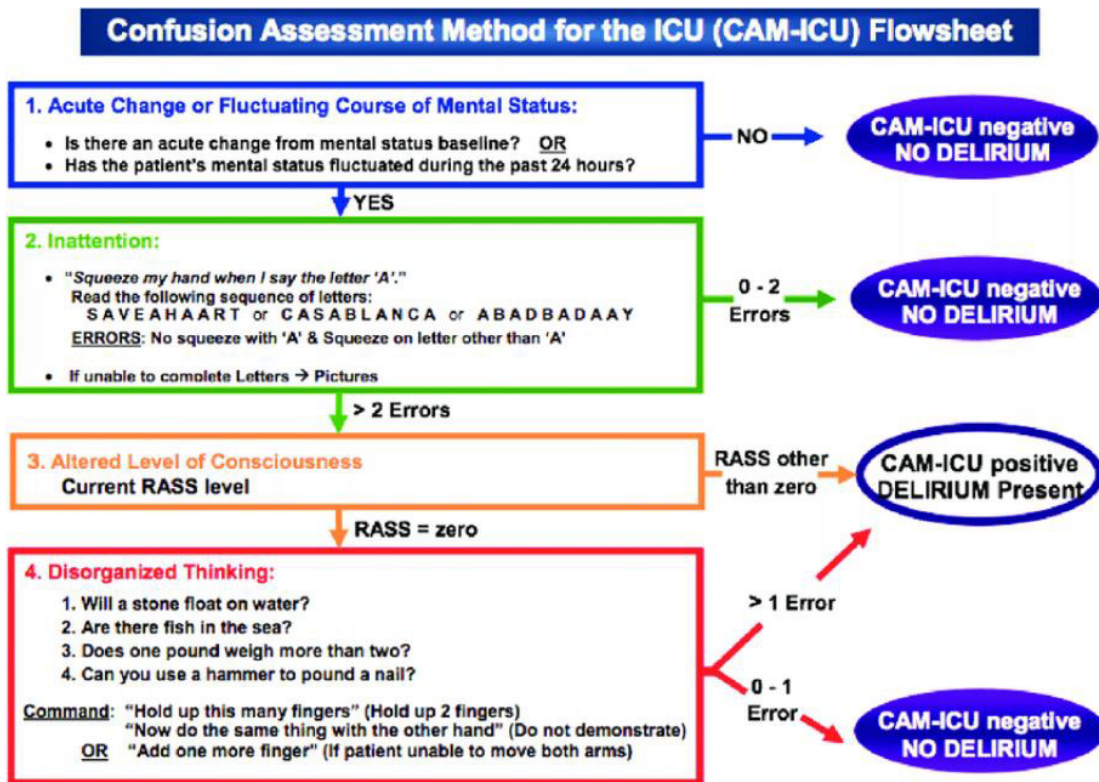 Confusion Assessment Method for the ICU (CAM-ICU) Flowsheet
1. Acute Change or Fluctuating Course of Mental Status:
• Is there an acute change from mental status baseline? OR
• Has the patient's mental status fluctuated during the past 24 hours?
NO
CAM-ICU negative
NO DELIRIUM
YES
2. Inattention:
• "Squeeze my hand when I say the letter 'A'."
Read the following sequence of letters:
S A V E A H A A R T or C A S A B L A N C A or A B A D B A D A A Y
ERRORS: No squeeze with 'A' & Squeeze on letter other than 'A'
• If unable to complete Letters → Pictures
0 - 2
Errors
CAM-ICU negative
NO DELIRIUM
> 2 Errors
3. Altered Level of Consciousness
Current RASS level
RASS other
than zero
CAM-ICU positive
DELIRIUM Present
RASS = zero
4. Disorganized Thinking:
1. Will a stone float on water?
2. Are there fish in the sea?
3. Does one pound weigh more than two?
4. Can you use a hammer to pound a nail?
Command: "Hold up this many fingers" (Hold up 2 fingers)
"Now do the same thing with the other hand" (Do not demonstrate)
OR "Add one more finger" (If patient unable to move both arms)
> 1 Error
0 - 1
Error
CAM-ICU negative
NO DELIRIUM